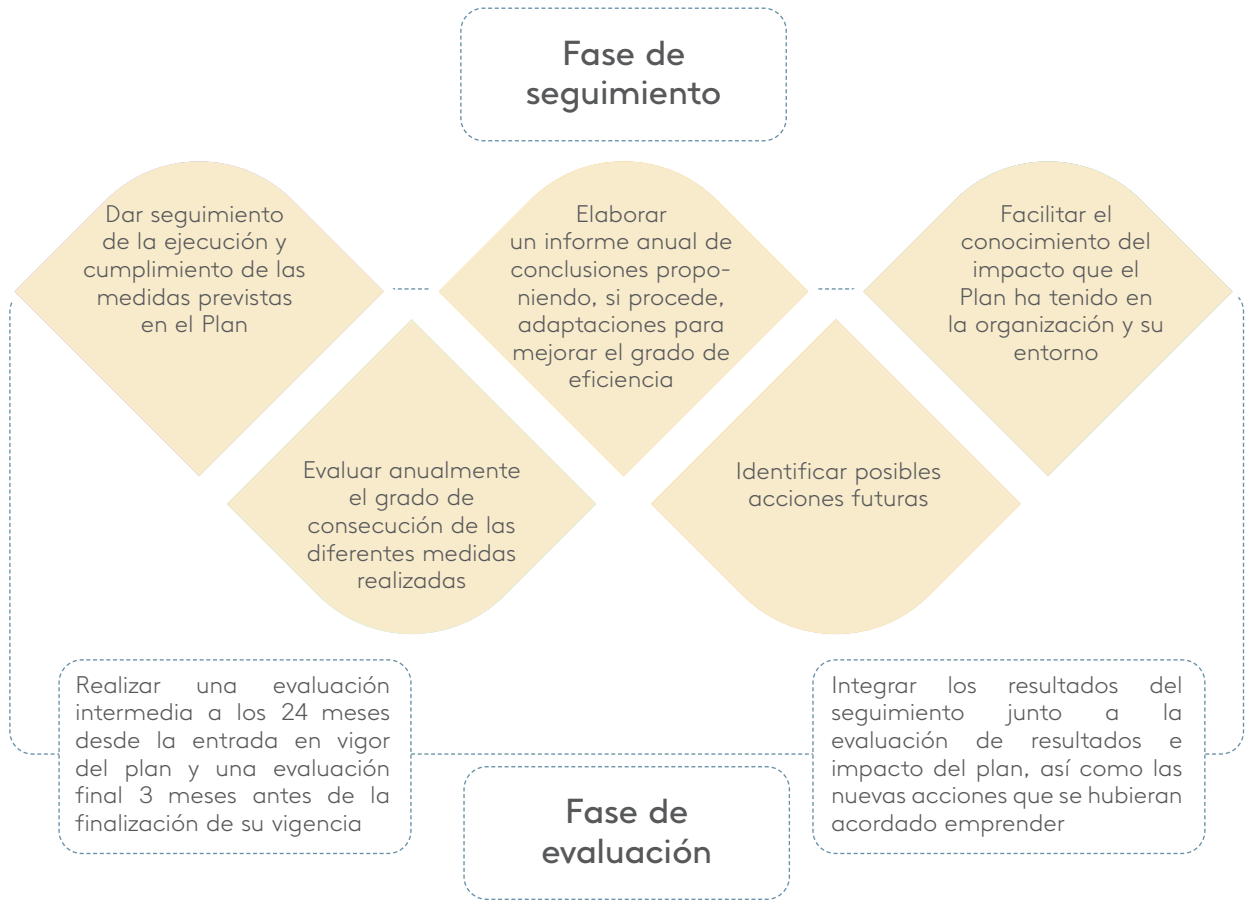 Fase de
seguimiento
Dar seguimiento
de la ejecución y
cumplimiento de las
medidas previstas
en el Plan
Elaborar
un informe anual de
conclusiones propo-
niendo, si procede,
adaptaciones para
mejorar el grado de
eficiencia
Facilitar el
conocimiento del
impacto que el
Plan ha tenido en
la organización y su
entorno
Evaluar anualmente
el grado de
consecución de las
diferentes medidas
realizadas
Identificar posibles
acciones futuras
Realizar una evaluación
intermedia a los 24 meses
desde la entrada en vigor
del plan y una evaluación
final 3 meses antes de la
finalización de su vigencia
Integrar los resultados del
seguimiento junto a la
evaluación de resultados e
impacto del plan, así como las
nuevas acciones que se hubieran
acordado emprender
Fase de
evaluación